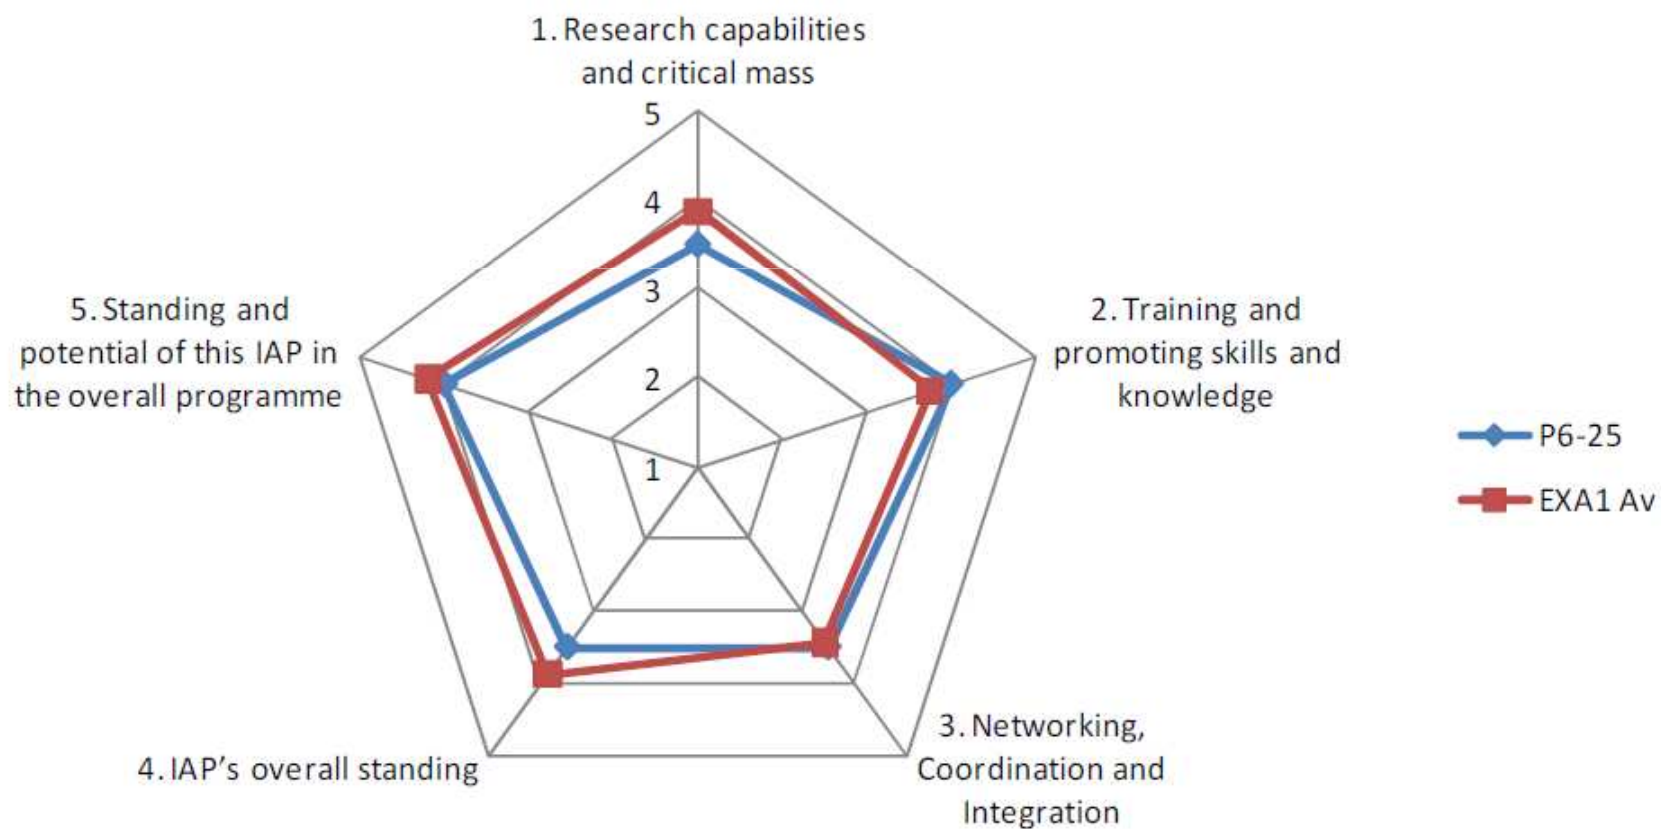 1. Research capabilities
and critical mass
5
4
3
2
1
2. Training and
promoting skills and
knowledge
3. Networking,
Coordination and
Integration
4. IAP’s overall standing
5. Standing and
potential of this IAP in
the overall programme
P6-25
EXA1 Av